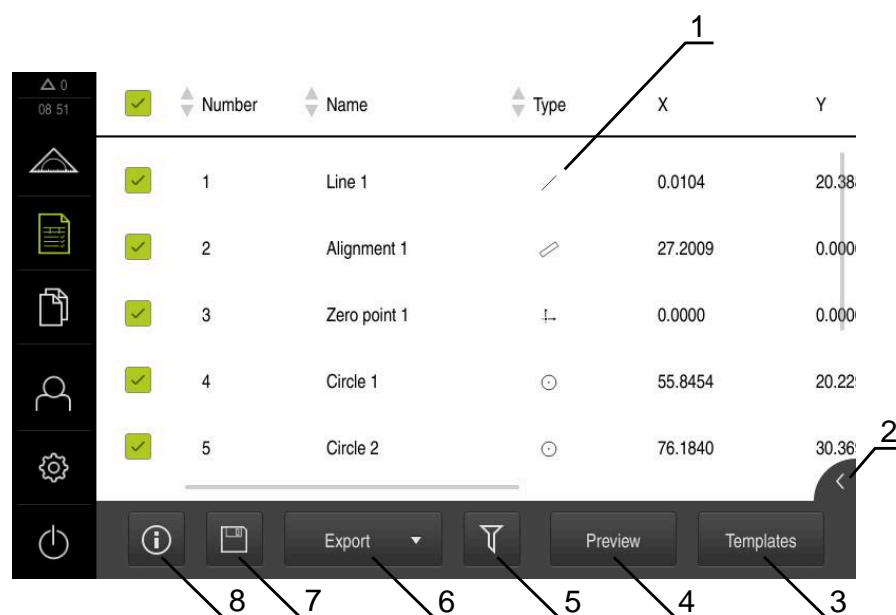 1
0
08 51
Number Name Type X Y
1 Line 1 0.0104 20.38
2 Alignment 1 27.2009 0.000
3 Zero point 1 0.0000 0.000
4 Circle 1 55.8454 20.22
5 Circle 2 76.1840 30.36
2
Export Preview Templates
8 7 6 5 4 3